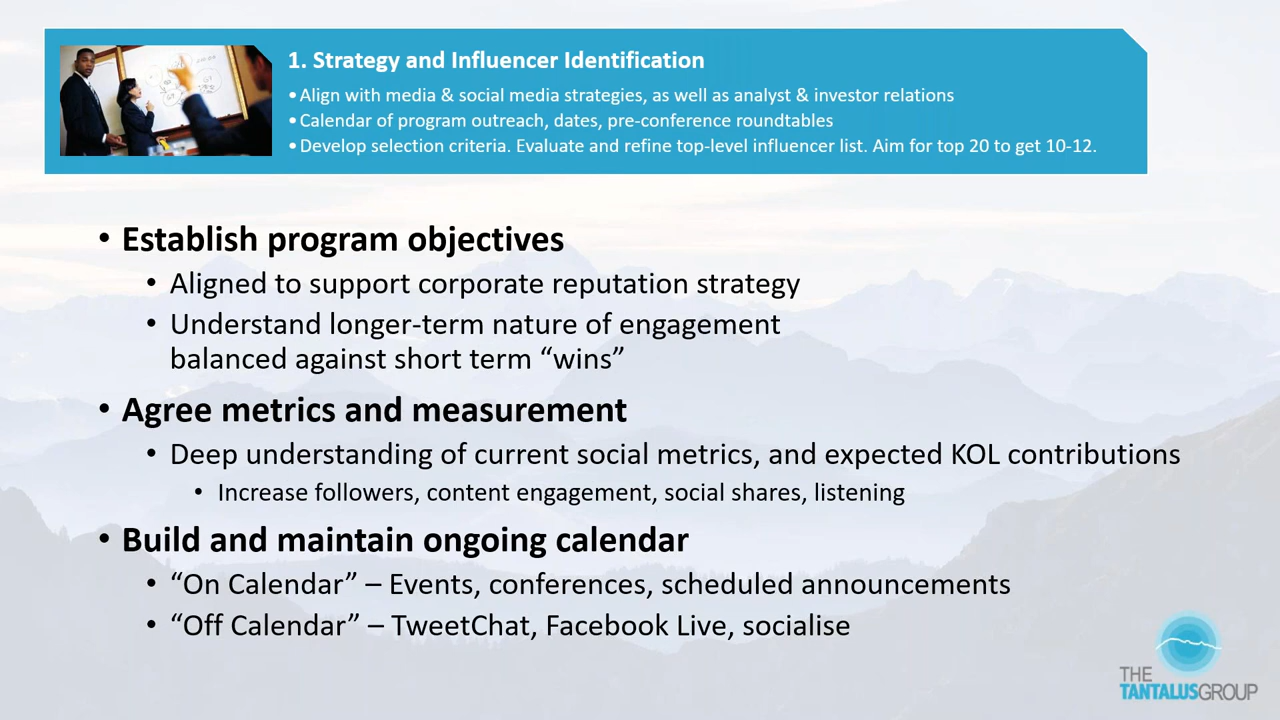 1. Strategy and Influencer Identification
• Align with media & social media strategies, as well as analyst & investor relations
• Calendar of program outreach, dates, pre-conference roundtables
• Develop selection criteria. Evaluate and refine top-level influencer list. Aim for top 20 to get 10-12.
• Establish program objectives
• Aligned to support corporate reputation strategy
• Understand longer-term nature of engagement
balanced against short term “wins”
• Agree metrics and measurement
• Deep understanding of current social metrics, and expected KOL contributions
• Increase followers, content engagement, social shares, listening
• Build and maintain ongoing calendar
• “On Calendar” – Events, conferences, scheduled announcements
• “Off Calendar” – TweetChat, Facebook Live, socialise
THE
TANTALUSGROUP